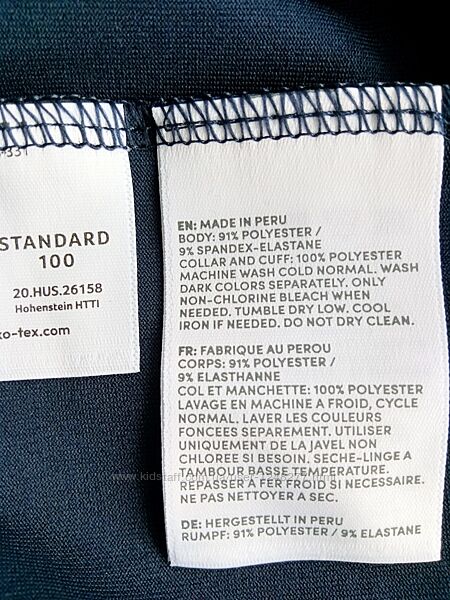 -331
STANDARD
100
20.HUS.26158
Hohenstein HTTI
o-tex.com
EN: MADE IN PERU
BODY: 91% POLYESTER /
9% SPANDEX-ELASTANE
COLLAR AND CUFF: 100% POLYESTER
MACHINE WASH COLD NORMAL. WASH
DARK COLORS SEPARATELY. ONLY
NON-CHLORINE BLEACH WHEN
NEEDED. TUMBLE DRY LOW. COOL
IRON IF NEEDED. DO NOT DRY CLEAN.
FR: FABRIQUE AU PEROU
CORPS: 91% POLYESTER /
9% ELASTHANNE
COL ET MANCHETTE: 100% POLYESTER
LAVAGE EN MACHINE A FROID, CYCLE
NORMAL. LAVER LES COULEURS
FONCEES SEPAREMENT. UTILISER
UNIQUEMENT DE LA JAVEL NON
CHLOREE SI BESOIN. SECHE-LINGE A
TAMBOUR BASSE TEMPERATURE.
REPASSER A FER FROID SI NECESSAIRE.
NE PAS NETTOYER A SEC.
DE: HERGESTELLT IN PERU
RUMPF: 91% POLYESTER / 9% ELASTANE